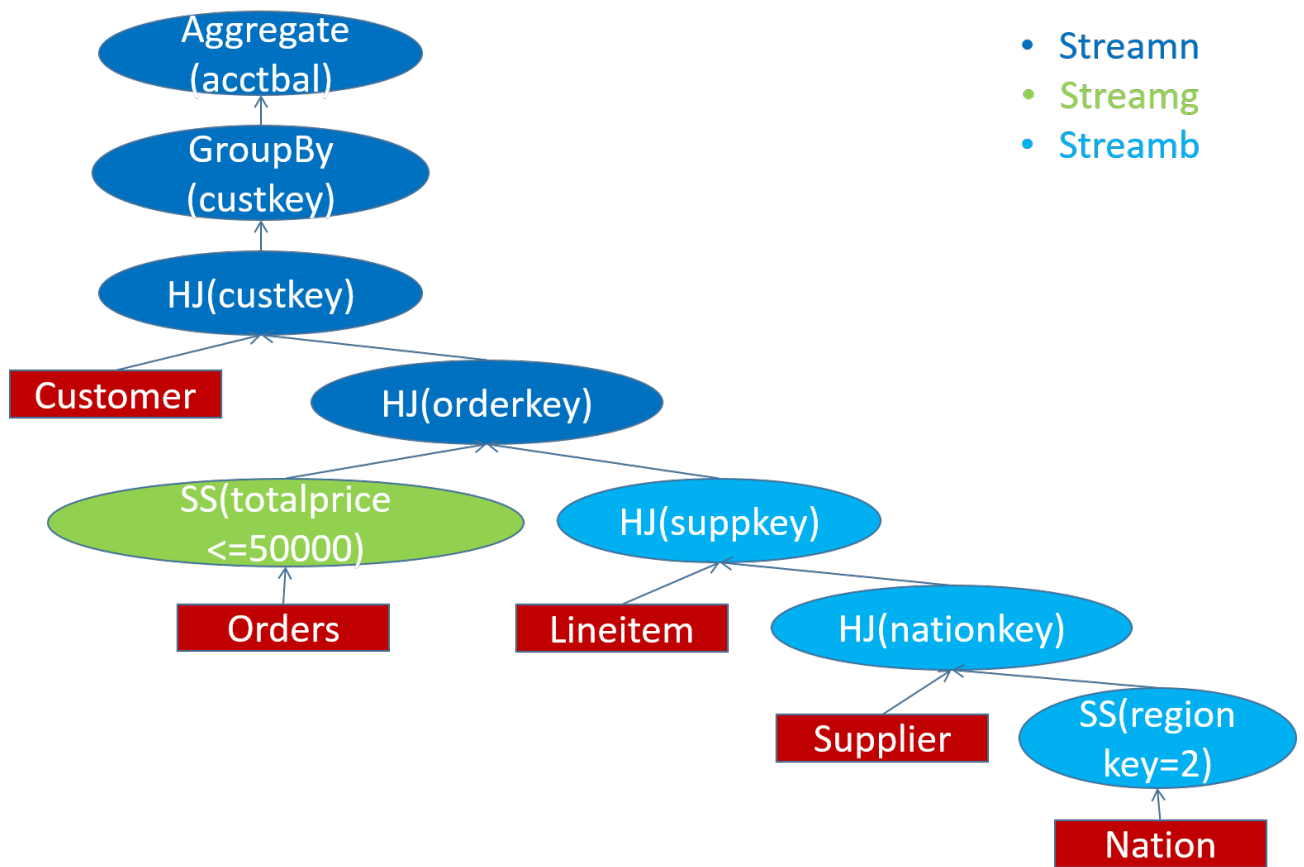 Aggregate
(acctbal)
• Streamn
• Streamg
• Streamb
GroupBy
(custkey)
HJ(custkey)
Customer
HJ(orderkey)
SS(totalprice
<=50000)
HJ(suppkey)
Orders
Lineitem
HJ(nationkey)
Supplier
SS(region
key=2)
Nation